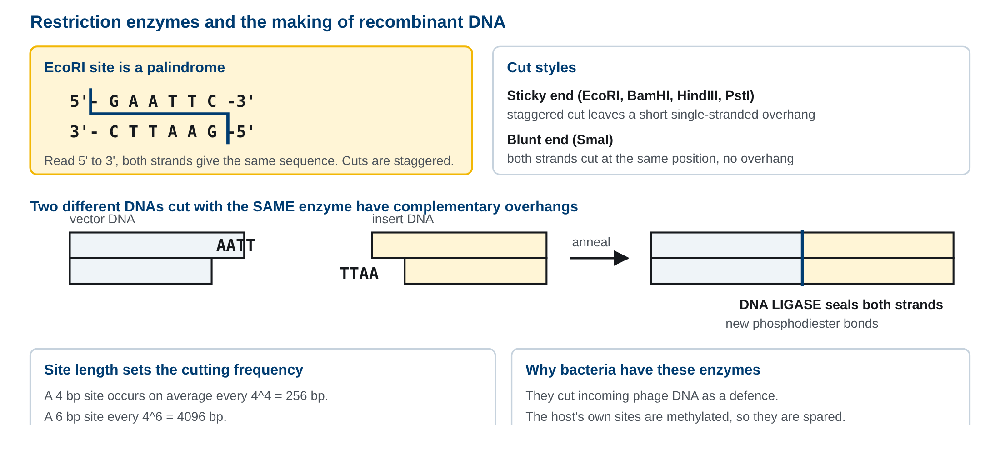 Restriction enzymes and the making of recombinant DNA
EcoRI site is a palindrome
5'- G A A T T C -3'
3'- C T T A A G -5'
Read 5' to 3', both strands give the same sequence. Cuts are staggered.
Cut styles
Sticky end (EcoRI, BamHI, HindIII, PstI)
staggered cut leaves a short single-stranded overhang
Blunt end (SmaI)
both strands cut at the same position, no overhang
Two different DNAs cut with the SAME enzyme have complementary overhangs
vector DNA
insert DNA
AATT
TTAA
anneal
DNA LIGASE seals both strands
new phosphodiester bonds
Site length sets the cutting frequency
A 4 bp site occurs on average every 4^4 = 256 bp.
A 6 bp site every 4^6 = 4096 bp.
Why bacteria have these enzymes
They cut incoming phage DNA as a defence.
The host's own sites are methylated, so they are spared.